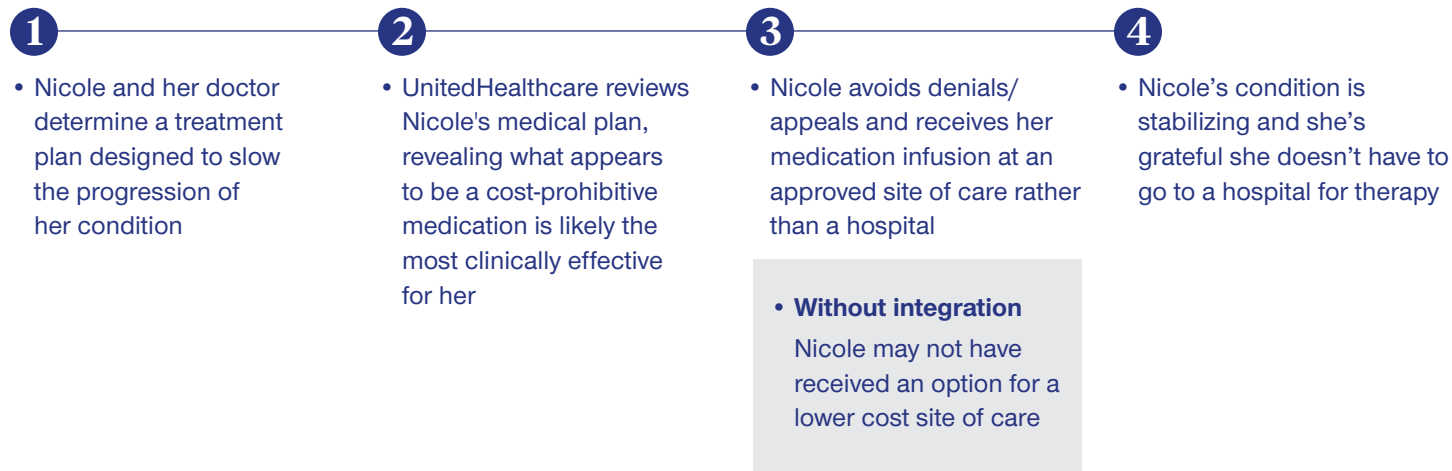 1
• Nicole and her doctor
determine a treatment
plan designed to slow
the progression of
her condition
2
• UnitedHealthcare reviews
Nicole's medical plan,
revealing what appears
to be a cost-prohibitive
medication is likely the
most clinically effective
for her
3
• Nicole avoids denials/
appeals and receives her
medication infusion at an
approved site of care rather
than a hospital
• Without integration
Nicole may not have
received an option for a
lower cost site of care
4
• Nicole’s condition is
stabilizing and she’s
grateful she doesn’t have to
go to a hospital for therapy